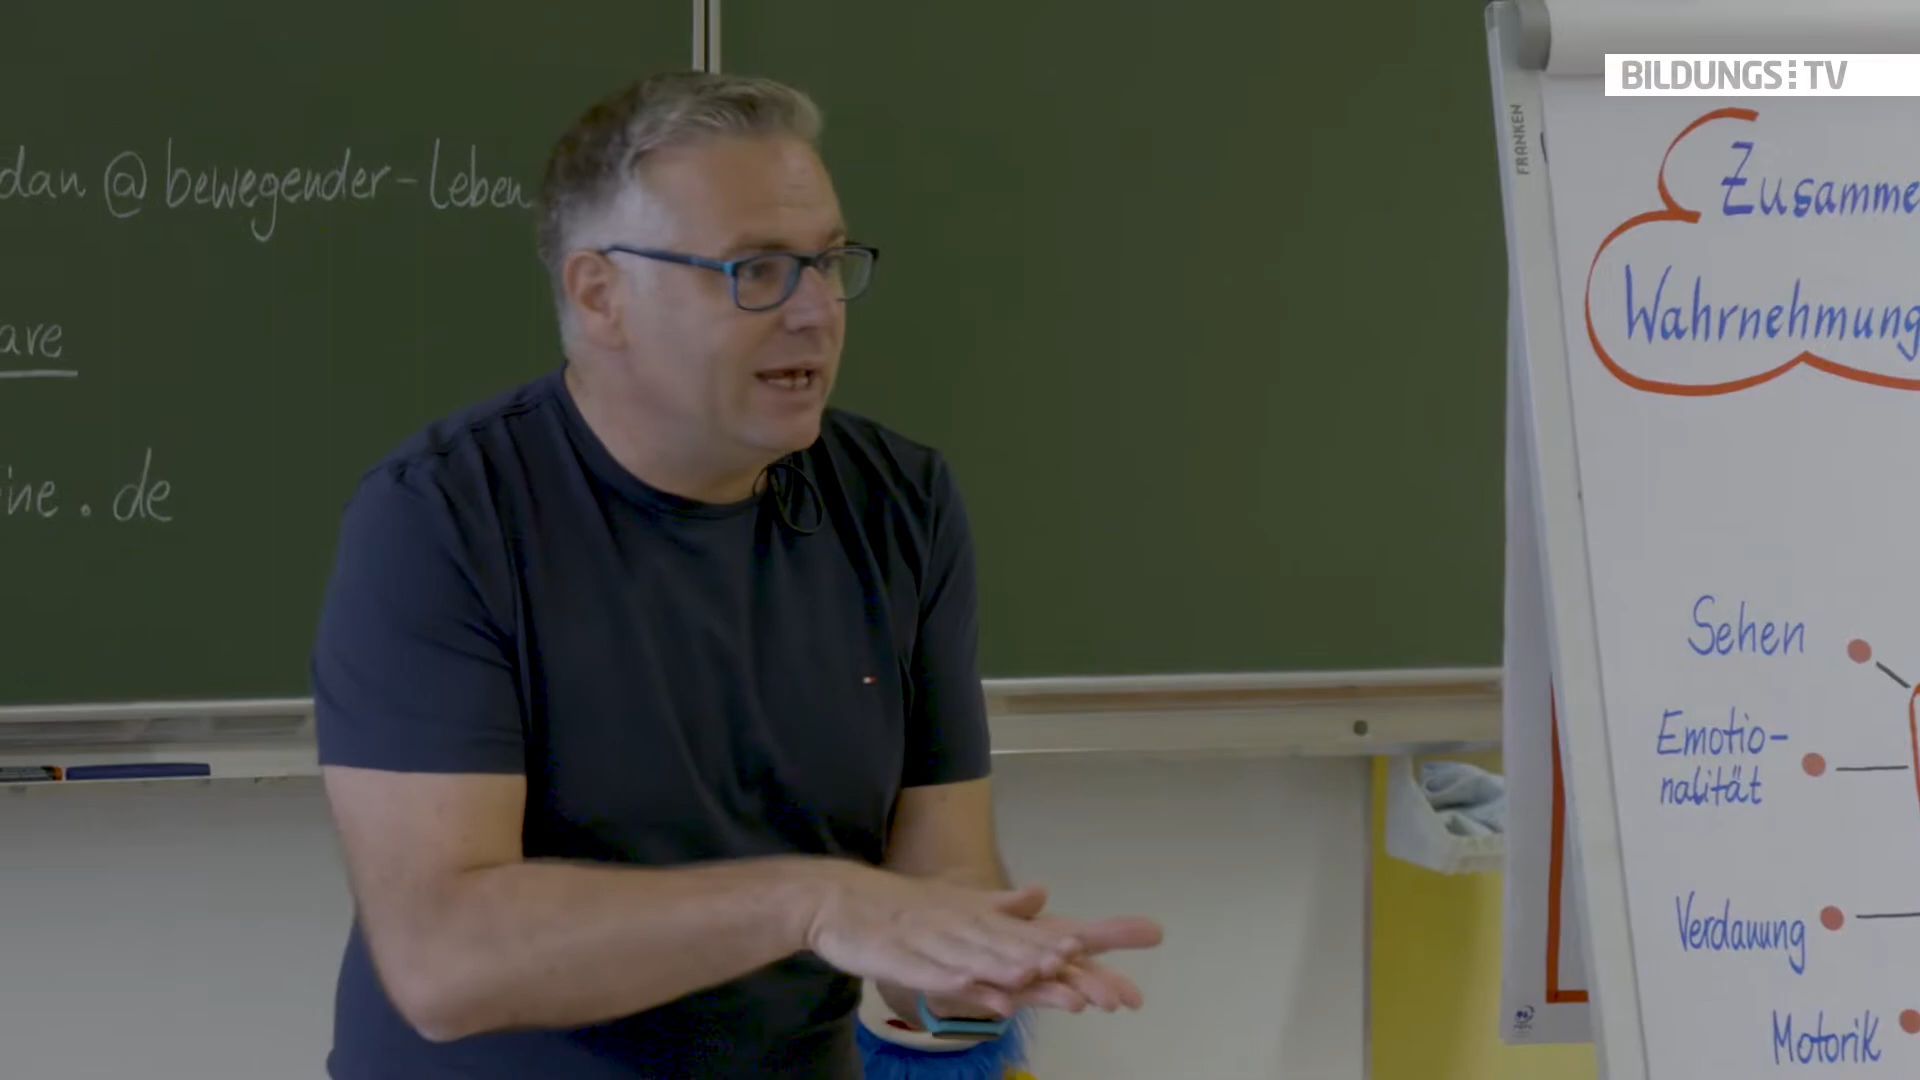 BILDUNGS:TV
dan @ bewegender-leben
are
ine.de
FRANKEN
Zusamme
Wahrnehmung
Sehen
Emotio-
nalität
Verdauung
Motorik